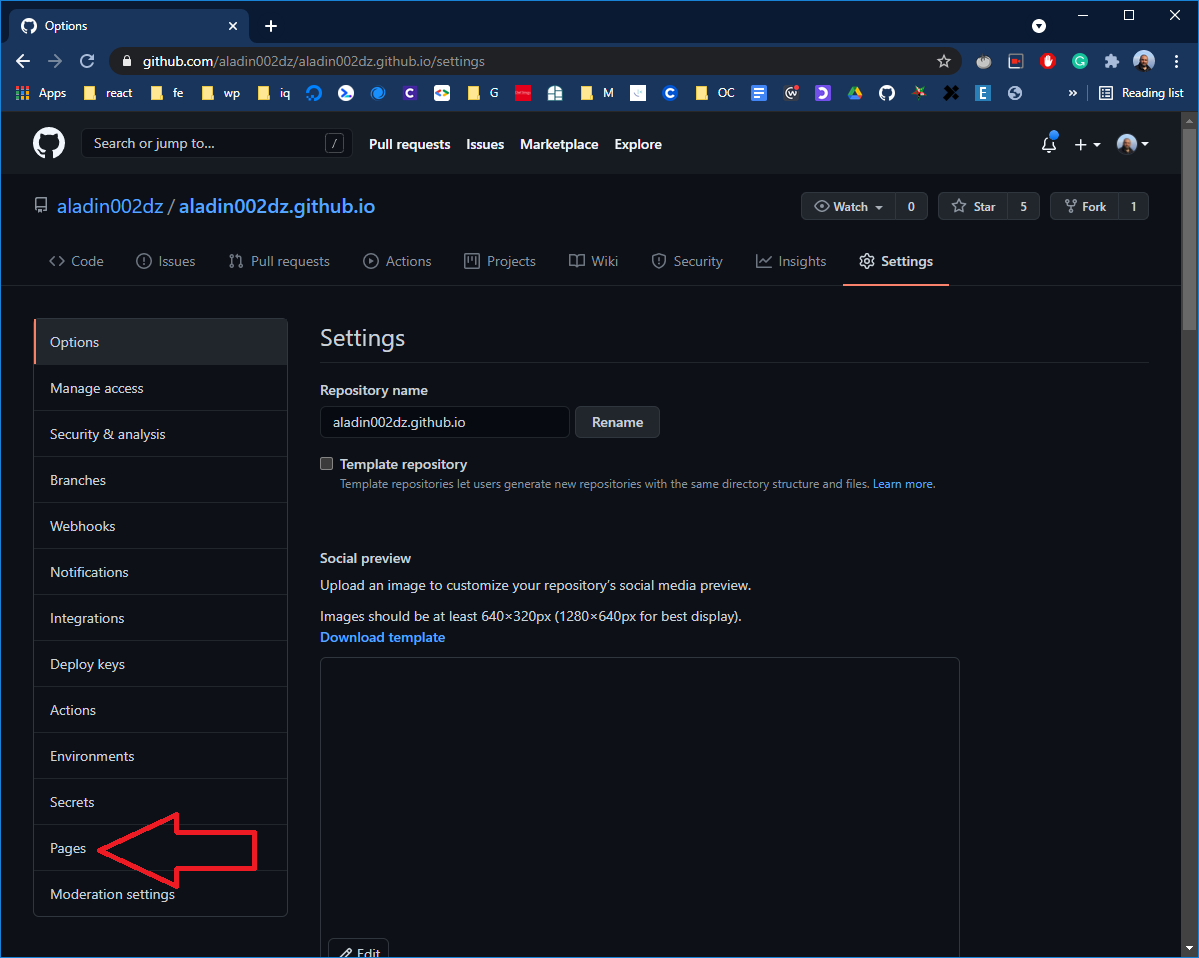 Options
github.com/aladin002dz/aladin002dz.github.io/settings
Apps react fe wp iq C G M C OC E » Reading list
Search or jump to... / Pull requests Issues Marketplace Explore
aladin002dz / aladin002dz.github.io Watch 0 Star 5 Fork 1
Code Issues Pull requests Actions Projects Wiki Security Insights Settings
Options
Manage access
Security & analysis
Branches
Webhooks
Notifications
Integrations
Deploy keys
Actions
Environments
Secrets
Pages
Moderation settings
Settings
Repository name
aladin002dz.github.io Rename
Template repository
Template repositories let users generate new repositories with the same directory structure and files. Learn more.
Social preview
Upload an image to customize your repository’s social media preview.
Images should be at least 640×320px (1280×640px for best display).
Download template
Edit